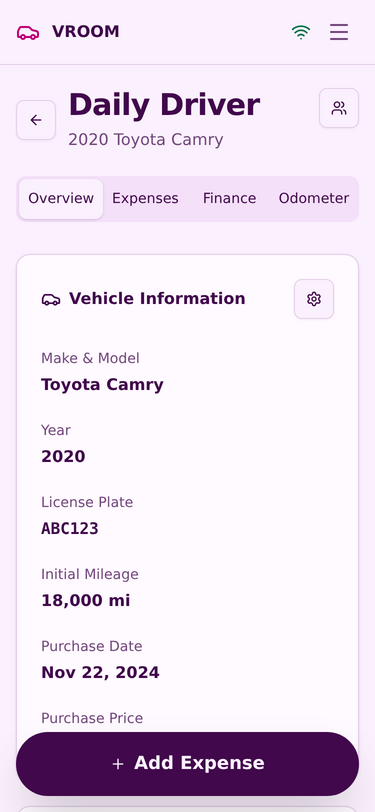 VROOM
Daily Driver
2020 Toyota Camry
Overview Expenses Finance Odometer
Vehicle Information
Make & Model
Toyota Camry
Year
2020
License Plate
ABC123
Initial Mileage
18,000 mi
Purchase Date
Nov 22, 2024
Purchase Price
+ Add Expense